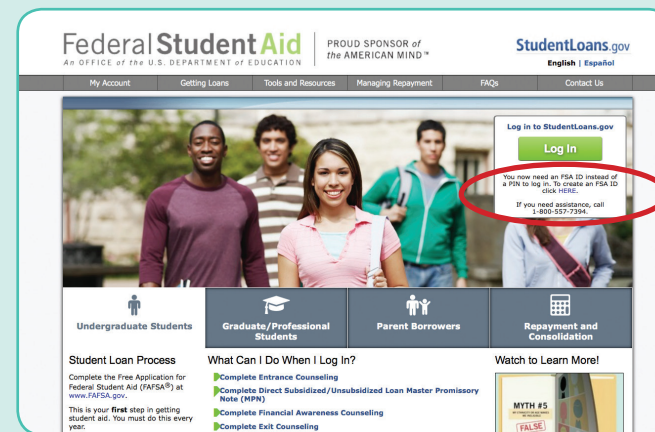 Federal Student Aid
An OFFICE of the U.S. DEPARTMENT of EDUCATION
PROUD SPONSOR of
the AMERICAN MIND™
StudentLoans.gov
English | Español
My Account
Getting Loans
Tools and Resources
Managing Repayment
FAQs
Contact Us
Log in to StudentLoans.gov
Log In
You now need an FSA ID instead of
a PIN to log in. To create an FSA ID
click HERE.
If you need assistance, call
1-800-557-7394.
Undergraduate Students
Graduate/Professional
Students
Parent Borrowers
Repayment and
Consolidation
Student Loan Process
Complete the Free Application for
Federal Student Aid (FAFSA®) at
www.FAFSA.gov.
This is your first step in getting
student aid. You must do this every
year.
What Can I Do When I Log In?
Complete Entrance Counseling
Complete Direct Subsidized/Unsubsidized Loan Master Promissory
Note (MPN)
Complete Financial Awareness Counseling
Complete Exit Counseling
Watch to Learn More!
MYTH #5
FALSE